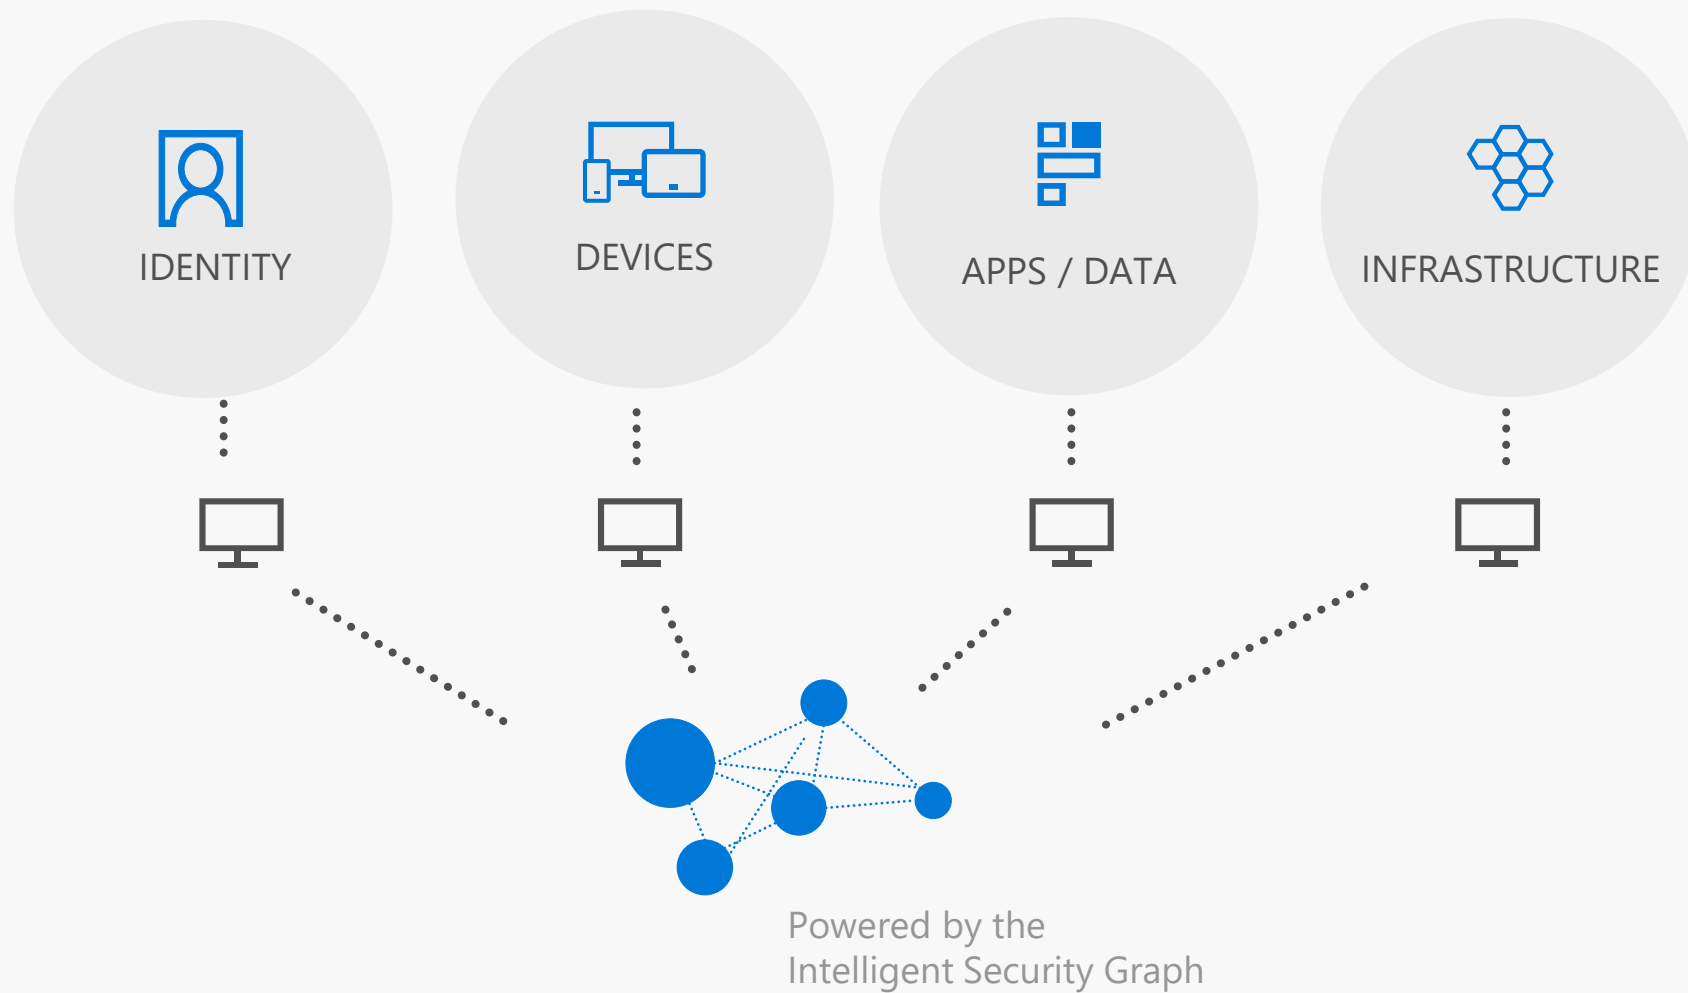 IDENTITY
DEVICES
APPS / DATA
INFRASTRUCTURE
Powered by the
Intelligent Security Graph